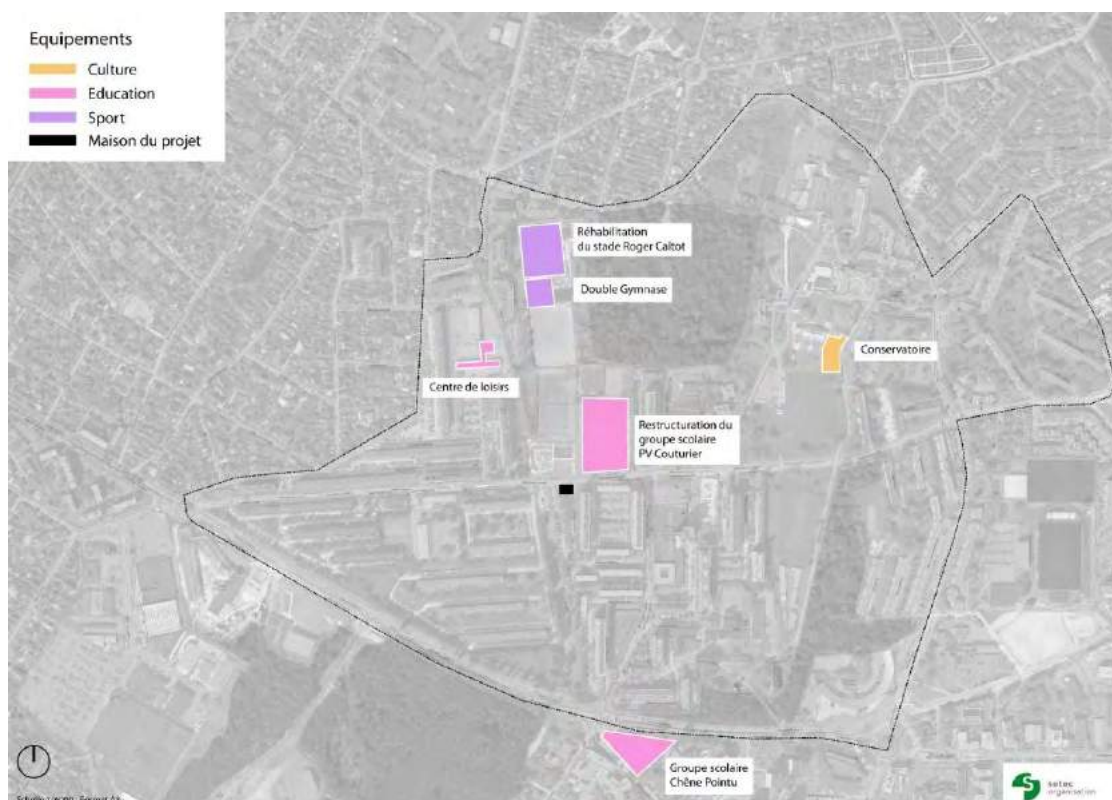 Equipements
Culture
Education
Sport
Maison du projet
Réhabilitation
du stade Roger Caltot
Double Gymnase
Conservatoire
Centre de loisirs
Restructuration du
groupe scolaire
PV Couturier
Groupe scolaire
Chêne Pointu
setec
organisation